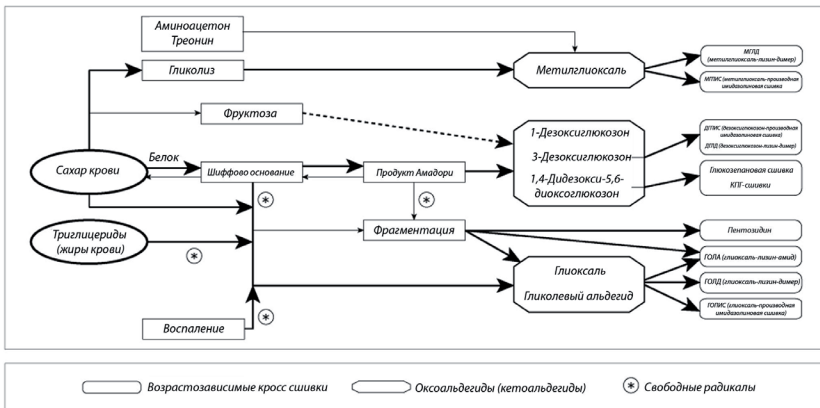 Аминоацетон
Треонин
МГЛД
(метилглиоксаль-лизин-димер)
Гликолиз
Метилглиоксаль
МГПИС (метилглиоксаль-производная
имидазолиновая сшивка
Фруктоза
1-Дезоксиглюкозон
3-Дезоксиглюкозон
1,4-Дидезокси-5,6-
диоксоглюкозон
ДГПИС (дезоксиглюкозон-производная
имидазолиновая сшивка)
ДГЛД (дезоксиглюкозон-лизин-димер)
Белок
Сахар крови
Шиффово основание
Продукт Амадори
Глюкозепановая сшивка
КПГ-сшивки
*
*
Триглицериды
(жиры крови)
*
Фрагментация
Пентозидин
ГОЛА (глиоксаль-лизин-амид)
Глиоксаль
Гликолевый альдегид
ГОЛД (глиоксаль-лизин-димер)
ГОПИС (глиоксаль-производная
имидазолиновая сшивка)
Воспаление
*
Возрастозависимые кросс сшивки
Оксоальдегиды (кетоальдегиды)
* Свободные радикалы